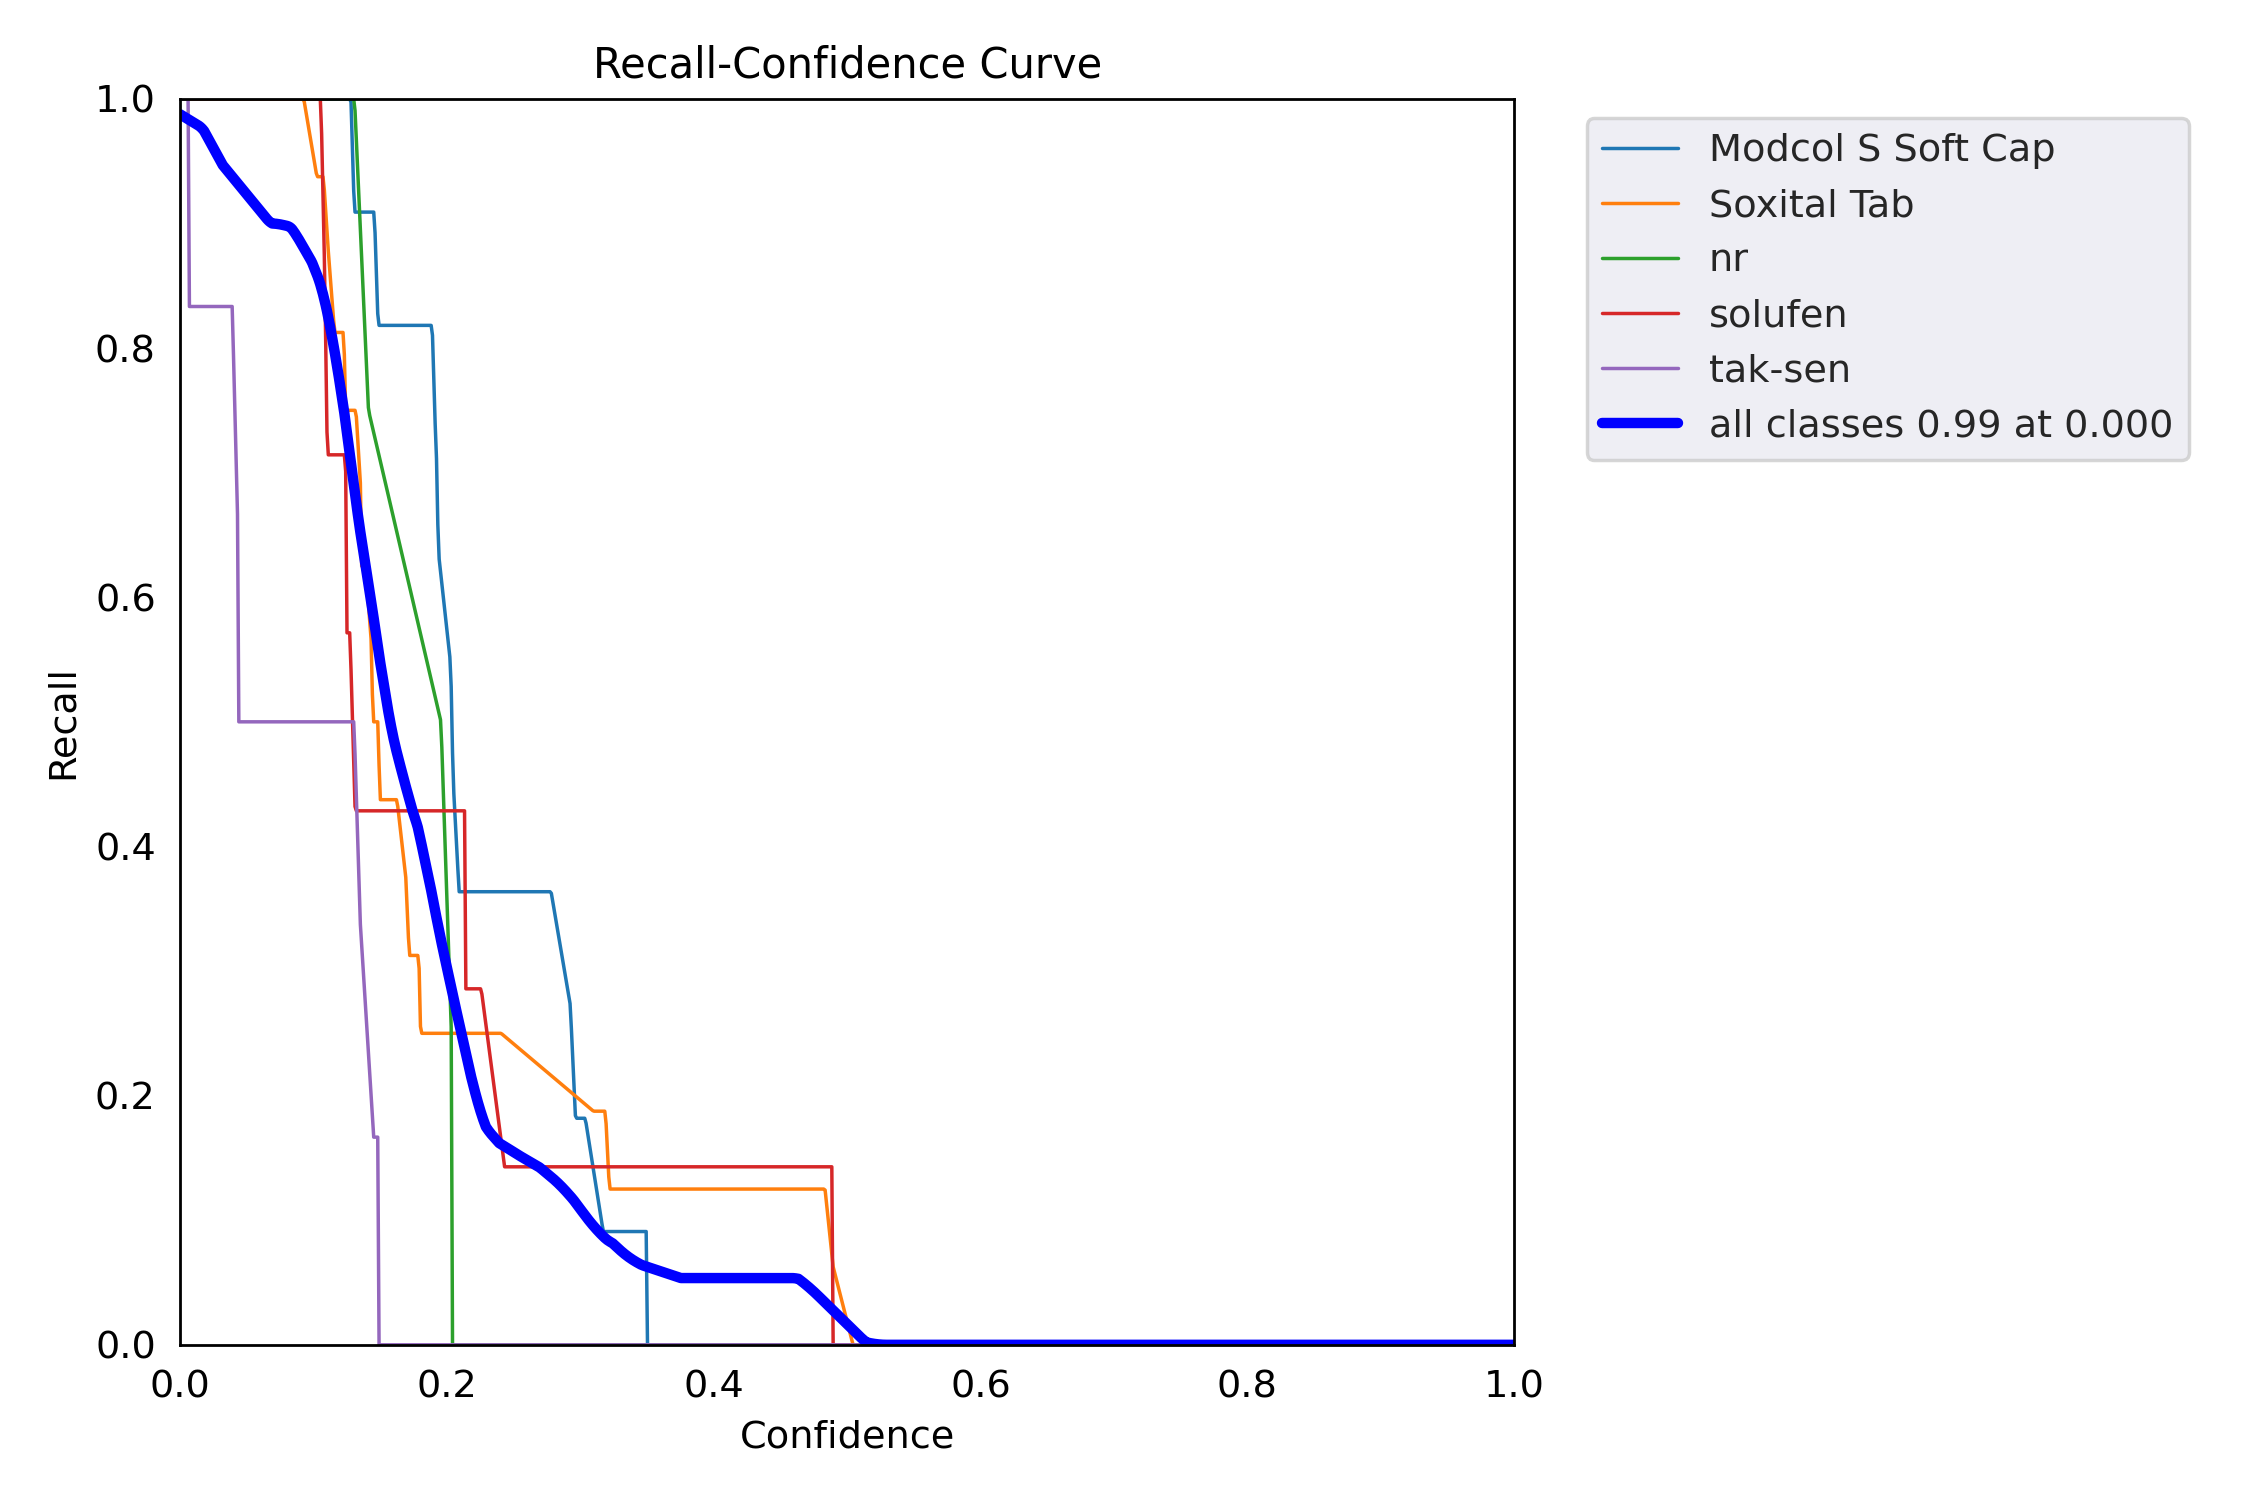 Recall-Confidence Curve
1.0
0.8
0.6
0.4
0.2
0.0
Recall
0.0 0.2 0.4 0.6 0.8 1.0
Confidence
Modcol S Soft Cap
Soxital Tab
nr
solufen
tak-sen
all classes 0.99 at 0.000